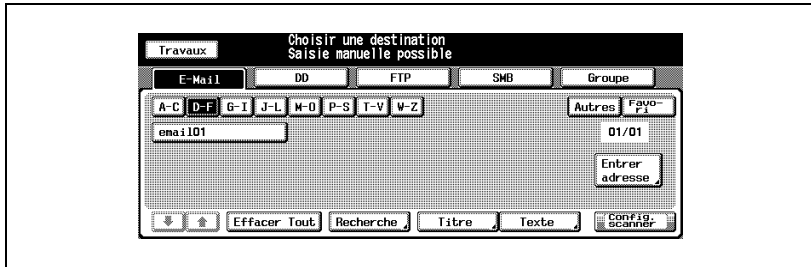 Travaux
Choisir une destination
Saisie manuelle possible
E-Mail DD FTP SMB Groupe
A-C D-F G-I J-L M-O P-S T-V W-Z Autres Favo-
ri
email01 01/01
Entrer
adresse
Effacer Tout Recherche Titre Texte Config.
scanner